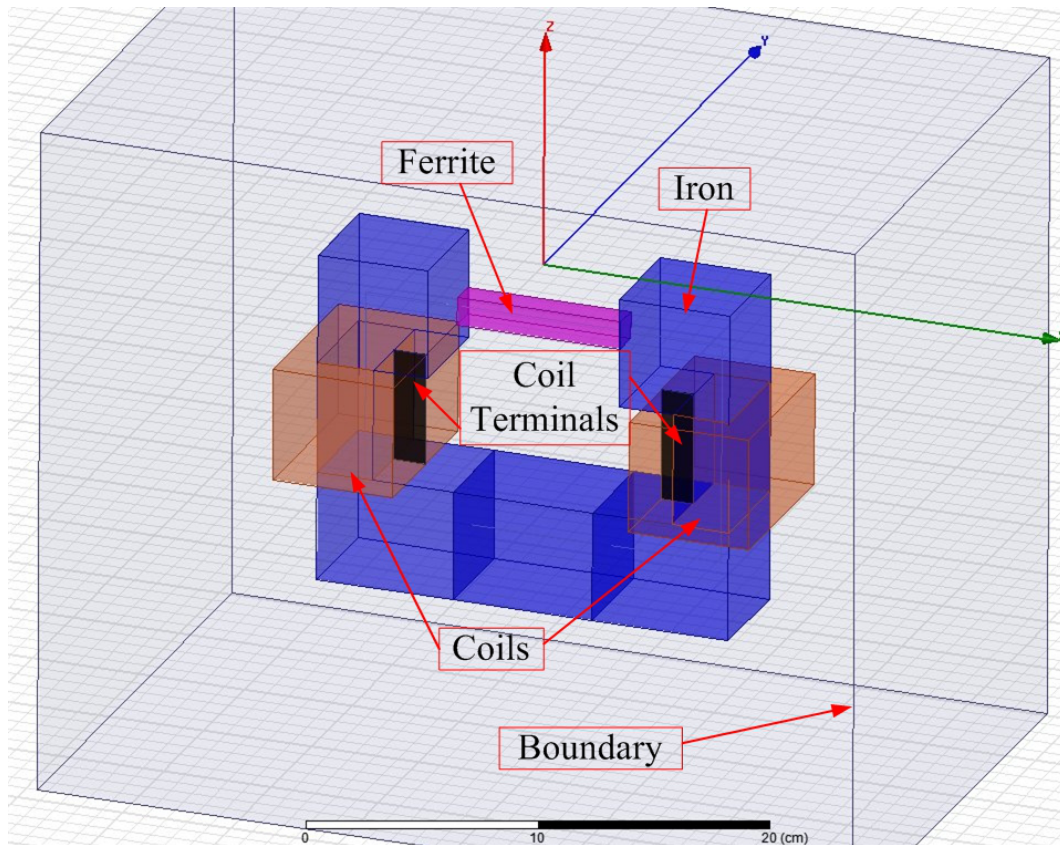 Z
Y
Ferrite
Iron
Coil
Terminals
Coils
Boundary
0
10
20 (cm)